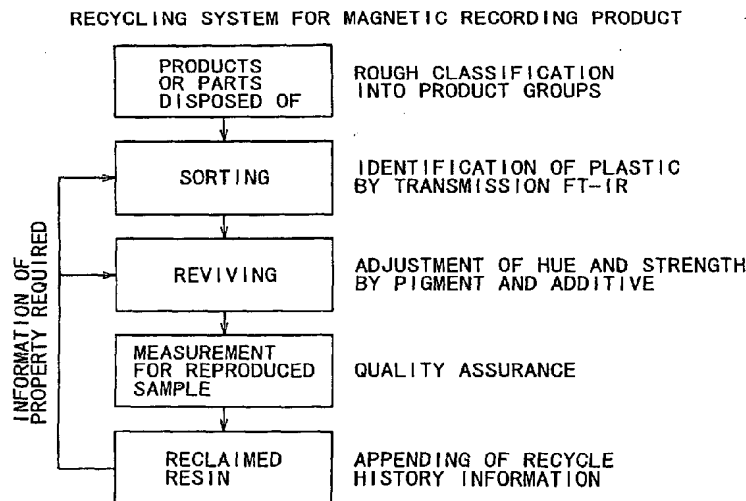 RECYCLING SYSTEM FOR MAGNETIC RECORDING PRODUCT
PRODUCTS
OR PARTS
DISPOSED OF
ROUGH CLASSIFICATION
INTO PRODUCT GROUPS
SORTING
IDENTIFICATION OF PLASTIC
BY TRANSMISSION FT-IR
REVIVING
ADJUSTMENT OF HUE AND STRENGTH
BY PIGMENT AND ADDITIVE
MEASUREMENT
FOR REPRODUCED
SAMPLE
QUALITY ASSURANCE
RECLAIMED
RESIN
APPENDING OF RECYCLE
HISTORY INFORMATION
INFORMATION OF
PROPERTY REQUIRED